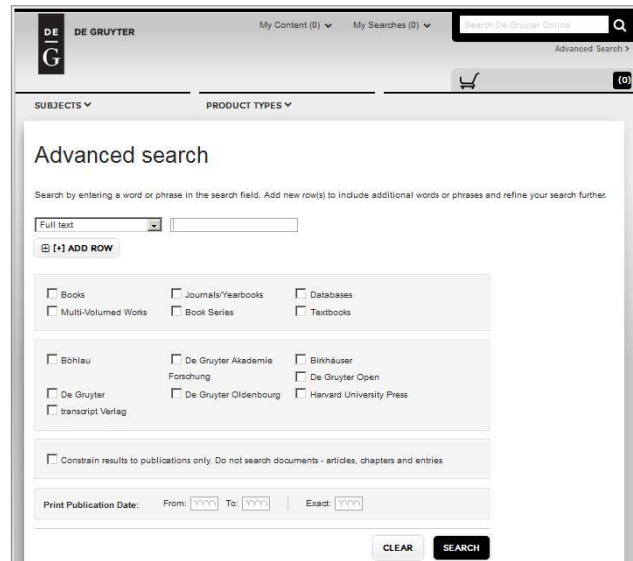 DE G DE GRUYTER
My Content (0) My Searches (0)
Search De Gruyter Online
Advanced Search >
(0)
SUBJECTS PRODUCT TYPES
Advanced search
Search by entering a word or phrase in the search field. Add new row(s) to include additional words or phrases and refine your search further.
Full text
[+] ADD ROW
Books Journals/Yearbooks Databases
Multi-Volumed Works Book Series Textbooks
Böhlau De Gruyter Akademie Birkhäuser
Forschung De Gruyter Open
De Gruyter De Gruyter Oldenbourg Harvard University Press
transcript Verlag
Constrain results to publications only. Do not search documents - articles, chapters and entries
Print Publication Date: From: YYYY To: YYYY Exact: YYYY
CLEAR SEARCH